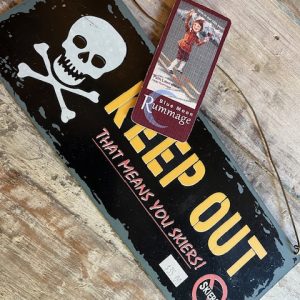 Blue Moon
Rummage
KEEP OUT
THAT MEANS YOU SKIERS!